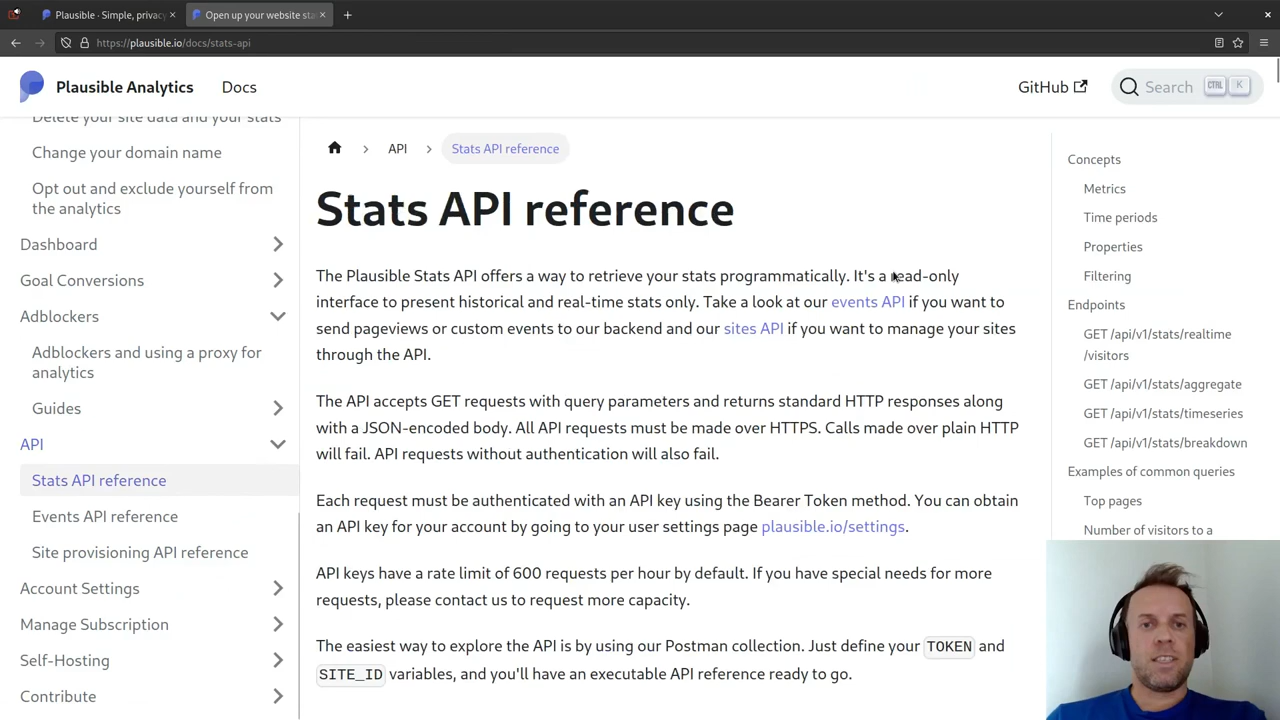 Plausible · Simple, privacy
Open up your website sta
https://plausible.io/docs/stats-api
Plausible Analytics
Docs
GitHub
Search
CTRL
K
Delete your site data and your stats
Change your domain name
Opt out and exclude yourself from
the analytics
Dashboard
Goal Conversions
Adblockers
Adblockers and using a proxy for
analytics
Guides
API
Stats API reference
Events API reference
Site provisioning API reference
Account Settings
Manage Subscription
Self-Hosting
Contribute
API
Stats API reference
Stats API reference
The Plausible Stats API offers a way to retrieve your stats programmatically. It's a read-only
interface to present historical and real-time stats only. Take a look at our events API if you want to
send pageviews or custom events to our backend and our sites API if you want to manage your sites
through the API.
The API accepts GET requests with query parameters and returns standard HTTP responses along
with a JSON-encoded body. All API requests must be made over HTTPS. Calls made over plain HTTP
will fail. API requests without authentication will also fail.
Each request must be authenticated with an API key using the Bearer Token method. You can obtain
an API key for your account by going to your user settings page plausible.io/settings.
API keys have a rate limit of 600 requests per hour by default. If you have special needs for more
requests, please contact us to request more capacity.
The easiest way to explore the API is by using our Postman collection. Just define your TOKEN and
SITE_ID variables, and you'll have an executable API reference ready to go.
Concepts
Metrics
Time periods
Properties
Filtering
Endpoints
GET /api/v1/stats/realtime
/visitors
GET /api/v1/stats/aggregate
GET /api/v1/stats/timeseries
GET /api/v1/stats/breakdown
Examples of common queries
Top pages
Number of visitors to a